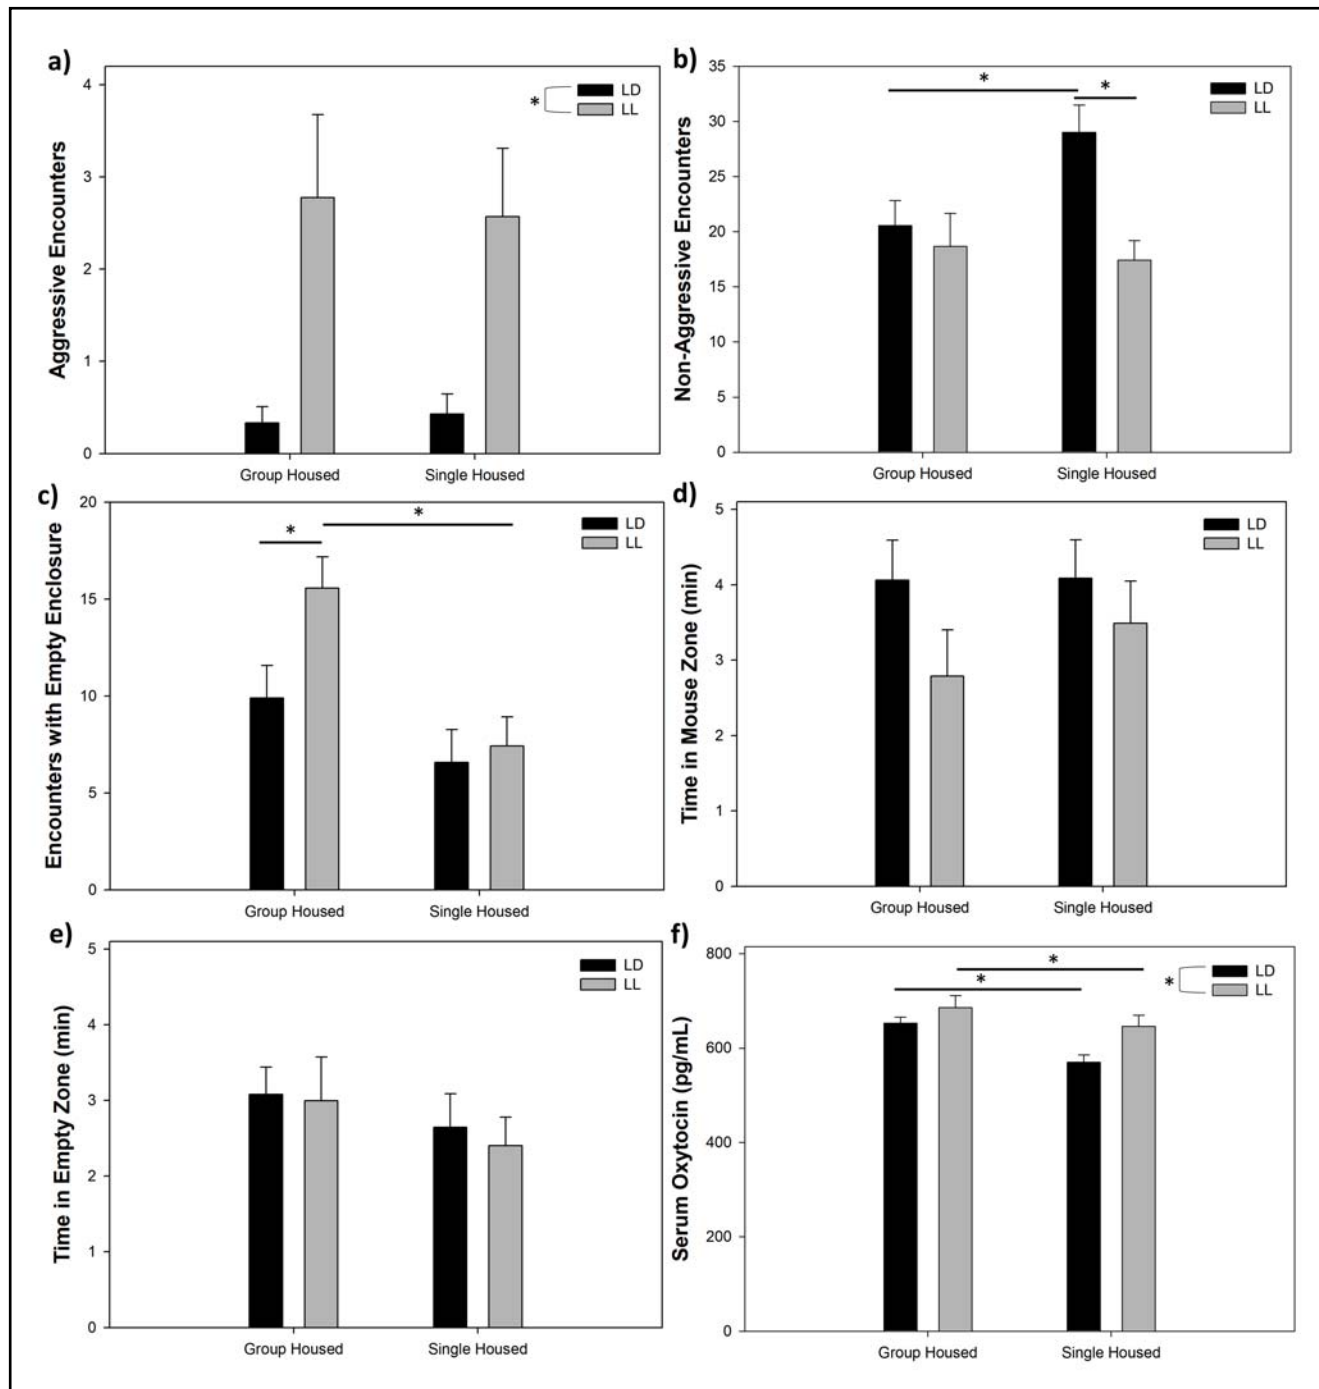 a)
Aggressive Encounters
4
3
2
1
0
* LD
LL
Group Housed Single Housed
b)
Non-Aggressive Encounters
35
30
25
20
15
10
5
0
* *
LD
LL
Group Housed Single Housed
c)
Encounters with Empty Enclosure
20
15
10
5
0
* *
LD
LL
Group Housed Single Housed
d)
Time in Mouse Zone (min)
5
4
3
2
1
0
LD
LL
Group Housed Single Housed
e)
Time in Empty Zone (min)
5
4
3
2
1
0
LD
LL
Group Housed Single Housed
f)
Serum Oxytocin (pg/mL)
800
600
400
200
0
* *
* LD
LL
Group Housed Single Housed